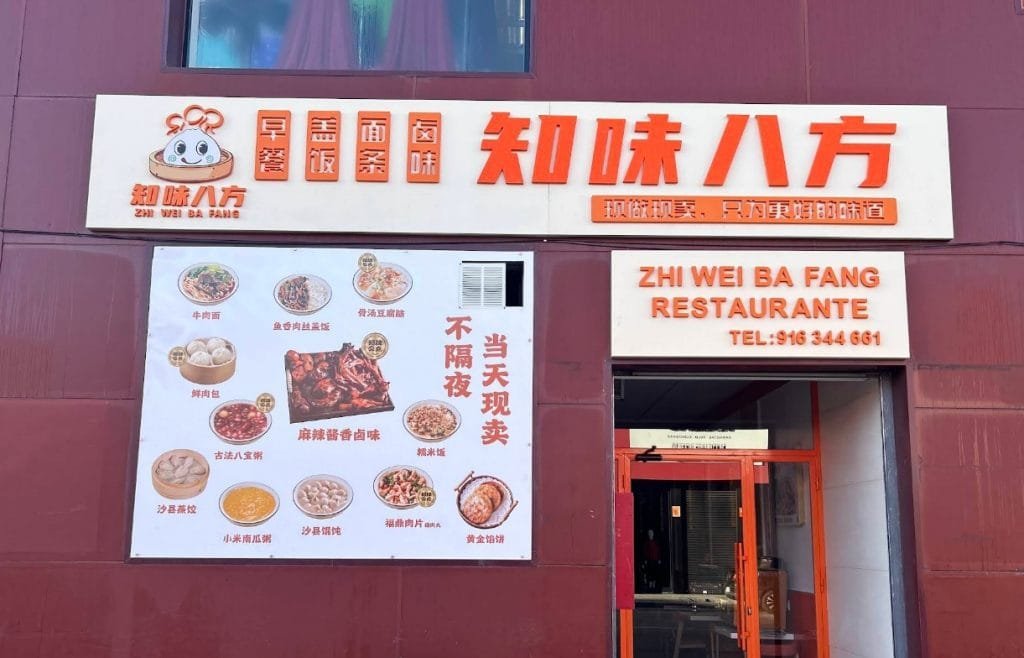 知味八方
ZHI WEI BA FANG
早餐
盖饭
面条
卤味
知味八方
现做现卖，只为更好的味道
ZHI WEI BA FANG
RESTAURANTE
TEL:916 344 661
牛肉面
鱼香肉丝盖饭
骨汤豆腐脑
鲜肉包
麻辣酱香卤味
古法八宝粥
糯米饭
沙县蒸饺
小米南瓜粥
沙县馄饨
福鼎肉片
黄金馅饼
当天现卖
不隔夜